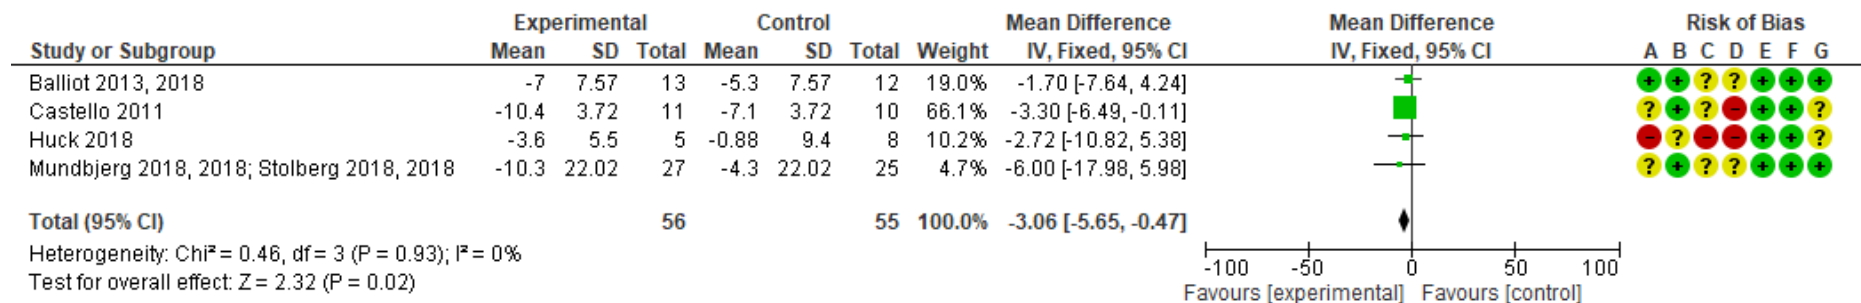 Experimental Control Mean Difference Mean Difference Risk of Bias
Study or Subgroup Mean SD Total Mean SD Total Weight IV, Fixed, 95% CI IV, Fixed, 95% CI A B C D E F G
Balliot 2013, 2018 -7 7.57 13 -5.3 7.57 12 19.0% -1.70 [-7.64, 4.24] + + ? ? + + +
Castello 2011 -10.4 3.72 11 -7.1 3.72 10 66.1% -3.30 [-6.49, -0.11] ? + ? - + + ?
Huck 2018 -3.6 5.5 5 -0.88 9.4 8 10.2% -2.72 [-10.82, 5.38] - ? - - + + ?
Mundbjerg 2018, 2018; Stolberg 2018, 2018 -10.3 22.02 27 -4.3 22.02 25 4.7% -6.00 [-17.98, 5.98] ? + ? ? + + +
Total (95% CI) 56 55 100.0% -3.06 [-5.65, -0.47]
Heterogeneity: Chi² = 0.46, df = 3 (P = 0.93); I² = 0%
Test for overall effect: Z = 2.32 (P = 0.02)
-100 -50 0 50 100
Favours [experimental] Favours [control]